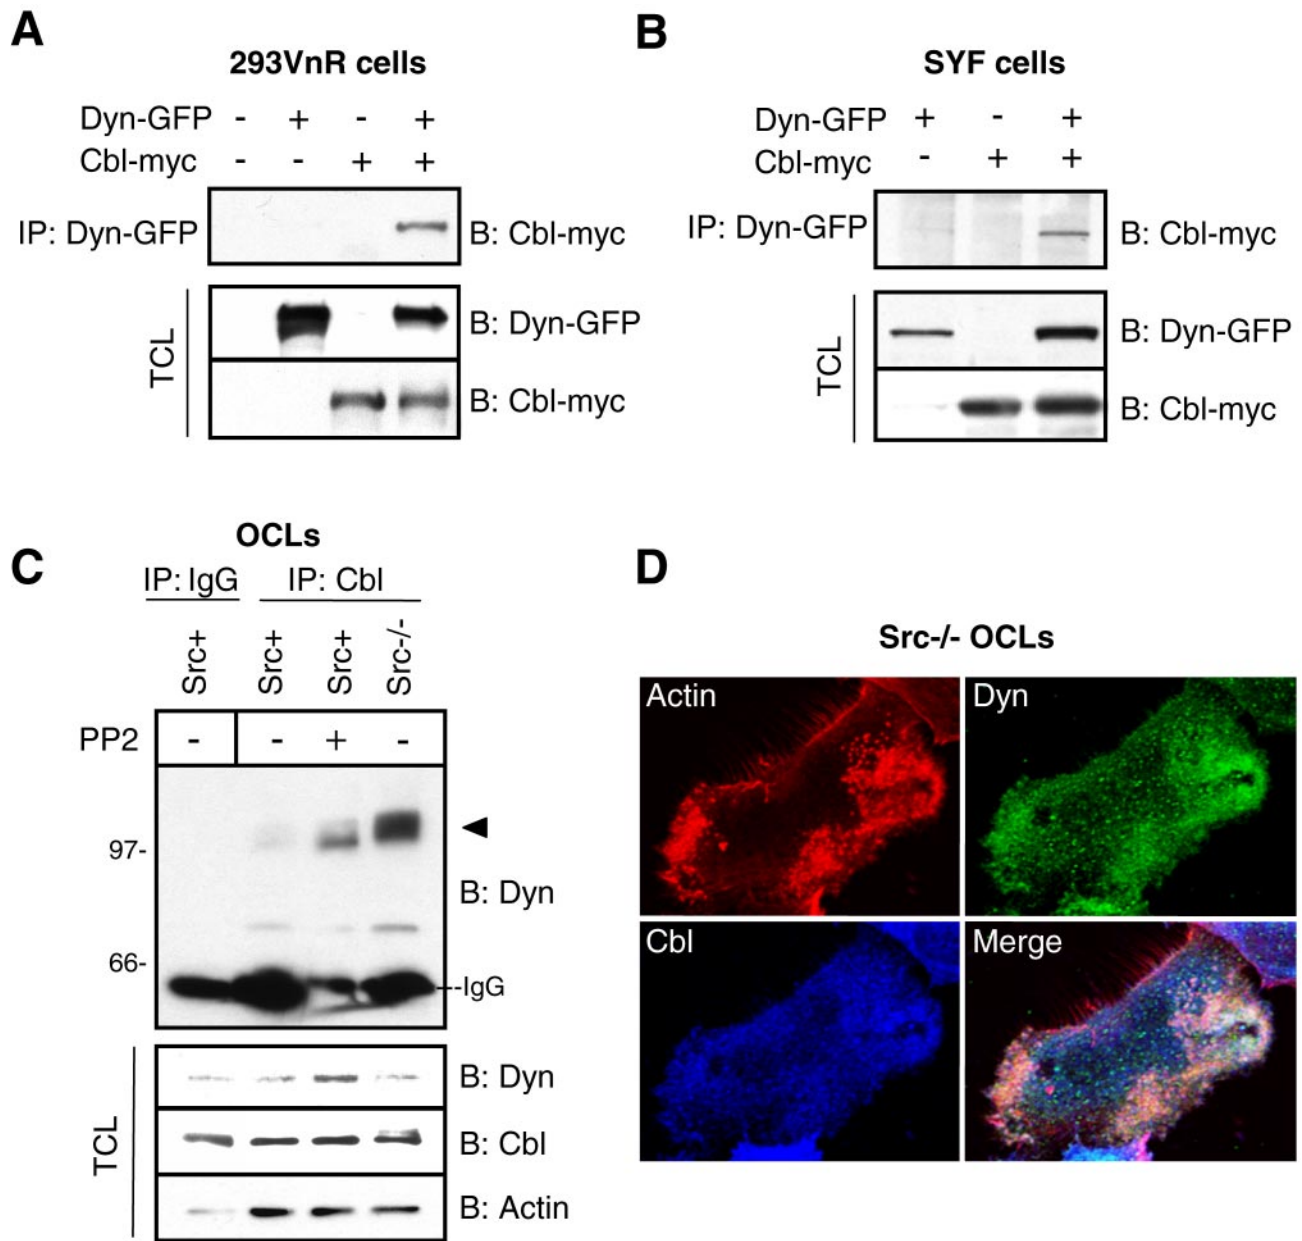 A
293VnR cells
Dyn-GFP - + - +
Cbl-myc - - + +
IP: Dyn-GFP B: Cbl-myc
TCL
B: Dyn-GFP
B: Cbl-myc
B
SYF cells
Dyn-GFP + - +
Cbl-myc - + +
IP: Dyn-GFP B: Cbl-myc
TCL
B: Dyn-GFP
B: Cbl-myc
C
OCLs
IP: IgG IP: Cbl
Src+ Src+ Src+ Src-/-
PP2 - - + -
97-
B: Dyn
66-
--IgG
TCL
B: Dyn
B: Cbl
B: Actin
D
Src-/- OCLs
Actin Dyn
Cbl Merge